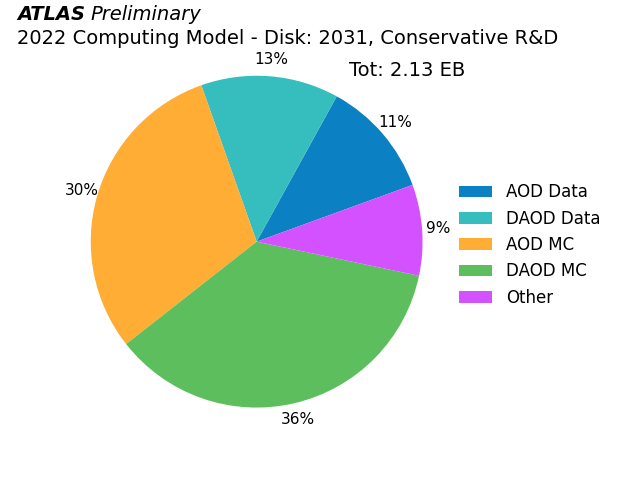 ATLAS Preliminary
2022 Computing Model - Disk: 2031, Conservative R&D
Tot: 2.13 EB
13%
11%
30%
9%
36%
AOD Data
DAOD Data
AOD MC
DAOD MC
Other